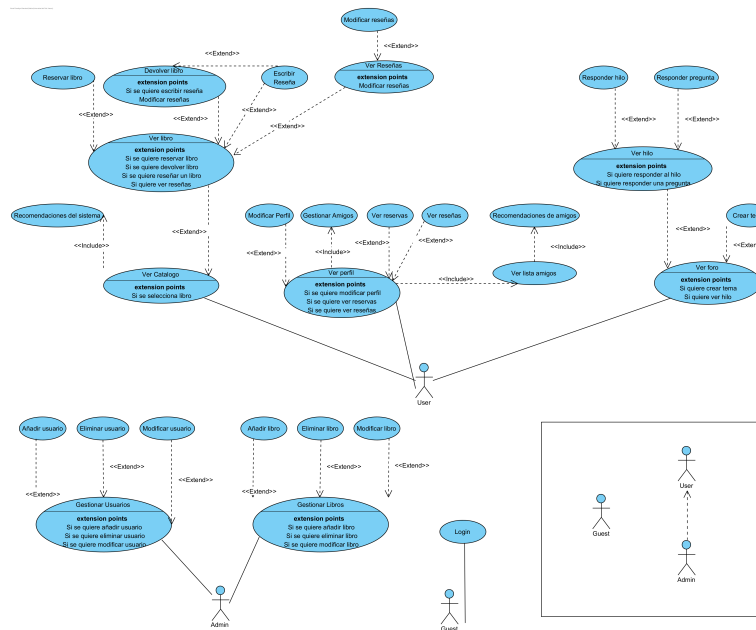 Modificar reseñas
<<Extend>>
<<Extend>>
Reservar libro
Devolver libro
extension points
Si se quiere escribir reseña
Modificar reseñas
Escribir
Reseña
Ver Reseñas
extension points
Modificar reseñas
Responder hilo
Responder pregunta
<<Extend>>
<<Extend>>
<<Extend>>
<<Extend>>
<<Extend>>
<<Extend>>
Ver libro
extension points
Si se quiere reservar libro
Si se quiere devolver libro
Si se quiere reseñar un libro
Si quiere ver reseñas
Ver hilo
extension points
Si quiere responder al hilo
Si quiere responder una pregunta
Recomendaciones del sistema
<<Include>>
<<Extend>>
Modificar Perfil
Gestionar Amigos
Ver reservas
Ver reseñas
Recomendaciones de amigos
<<Extend>>
<<Include>>
<<Extend>>
<<Extend>>
<<Include>>
<<Extend>>
Ver Catalogo
extension points
Si se selecciona libro
Ver perfil
extension points
Si se quiere modificar perfil
Si se quiere ver reservas
Si se quiere ver reseñas
<<Include>>
Ver lista amigos
Ver foro
extension points
Si quiere crear tema
Si quiere ver hilo
User
Añadir usuario
Eliminar usuario
Modificar usuario
Añadir libro
Eliminar libro
Modificar libro
<<Extend>>
<<Extend>>
<<Extend>>
<<Extend>>
<<Extend>>
<<Extend>>
Gestionar Usuarios
extension points
Si se quiere añadir usuario
Si se quiere eliminar usuario
Si se quiere modificar usuario
Gestionar Libros
extension points
Si se quiere añadir libro
Si se quiere eliminar libro
Si se quiere modificar libro
Login
Admin
Guest
User
Guest
Admin